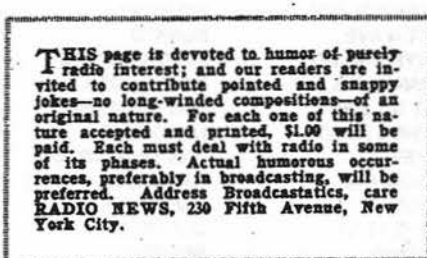 THIS page is devoted to humor of purely
radio interest; and our readers are in-
vited to contribute pointed and snappy
jokes—no long-winded compositions—of an
original nature. For each one of this na-
ture accepted and printed, $1.00 will be
paid. Each must deal with radio in some
of its phases. Actual humorous occur-
rences, preferably in broadcasting, will be
preferred. Address Broadcastatics, care
RADIO NEWS, 230 Fifth Avenue, New
York City.